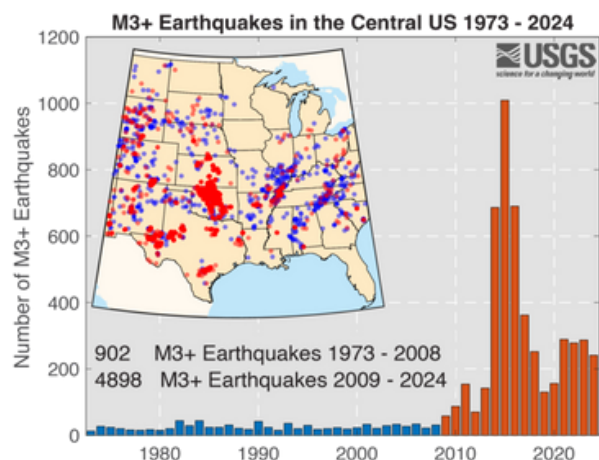 M3+ Earthquakes in the Central US 1973 - 2024
USGS
science for a changing world
Number of M3+ Earthquakes
1200
1000
800
600
400
200
0
902 M3+ Earthquakes 1973 - 2008
4898 M3+ Earthquakes 2009 - 2024
1980 1990 2000 2010 2020